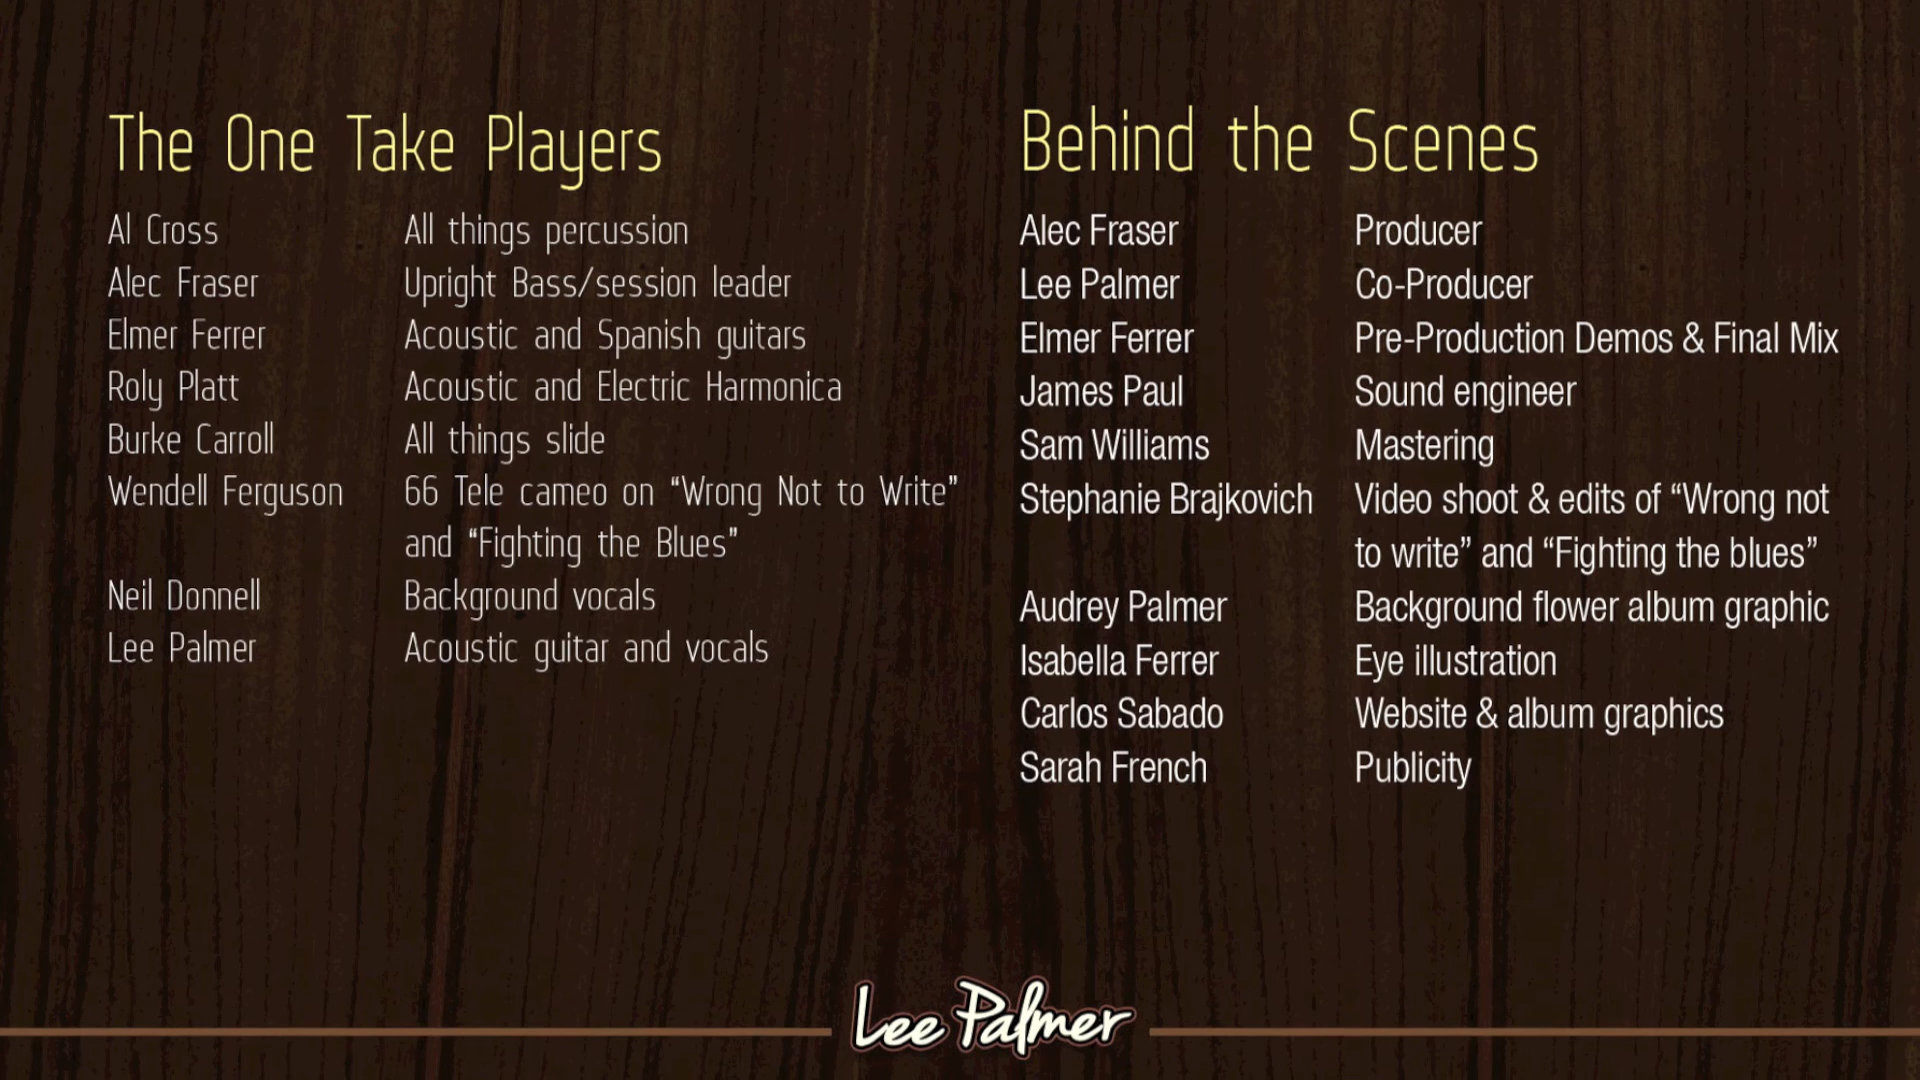 The One Take Players
Al Cross All things percussion
Alec Fraser Upright Bass/session leader
Elmer Ferrer Acoustic and Spanish guitars
Roly Platt Acoustic and Electric Harmonica
Burke Carroll All things slide
Wendell Ferguson 66 Tele cameo on “Wrong Not to Write”
and “Fighting the Blues”
Neil Donnell Background vocals
Lee Palmer Acoustic guitar and vocals
Behind the Scenes
Alec Fraser Producer
Lee Palmer Co-Producer
Elmer Ferrer Pre-Production Demos & Final Mix
James Paul Sound engineer
Sam Williams Mastering
Stephanie Brajkovich Video shoot & edits of “Wrong not
to write” and “Fighting the blues”
Audrey Palmer Background flower album graphic
Isabella Ferrer Eye illustration
Carlos Sabado Website & album graphics
Sarah French Publicity
Lee Palmer